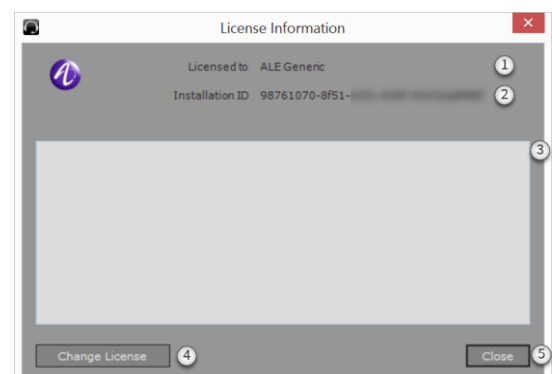 License Information
Licensed to ALE Generic 1
Installation ID 98761070-8f51- 2
3
Change License 4
Close 5